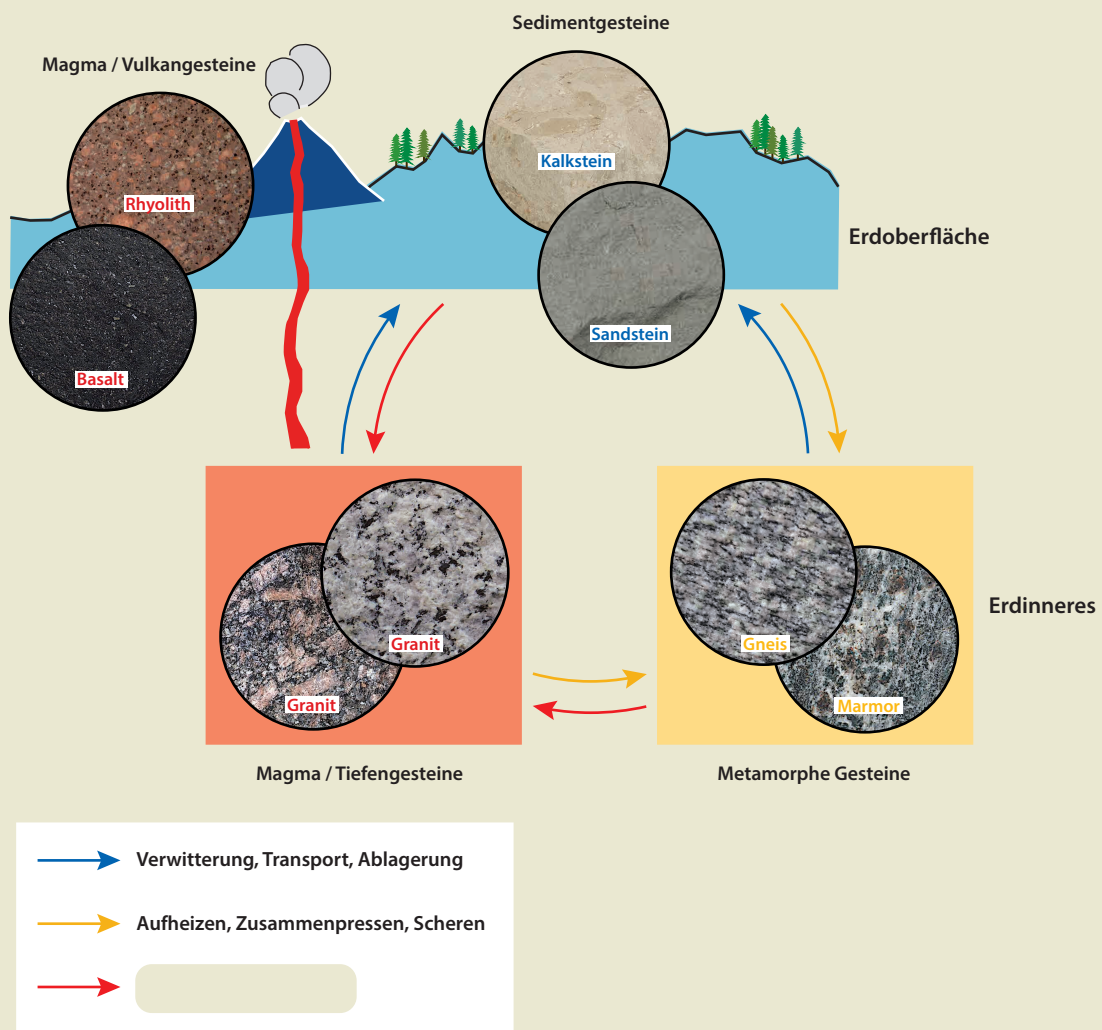 Sedimentgesteine
Magma / Vulkangesteine
Kalkstein
Rhyolith
Erdoberfläche
Sandstein
Basalt
Erdinneres
Granit
Gneis
Granit
Marmor
Magma / Tiefengesteine
Metamorphe Gesteine
Verwitterung, Transport, Ablagerung
Aufheizen, Zusammenpressen, Scheren